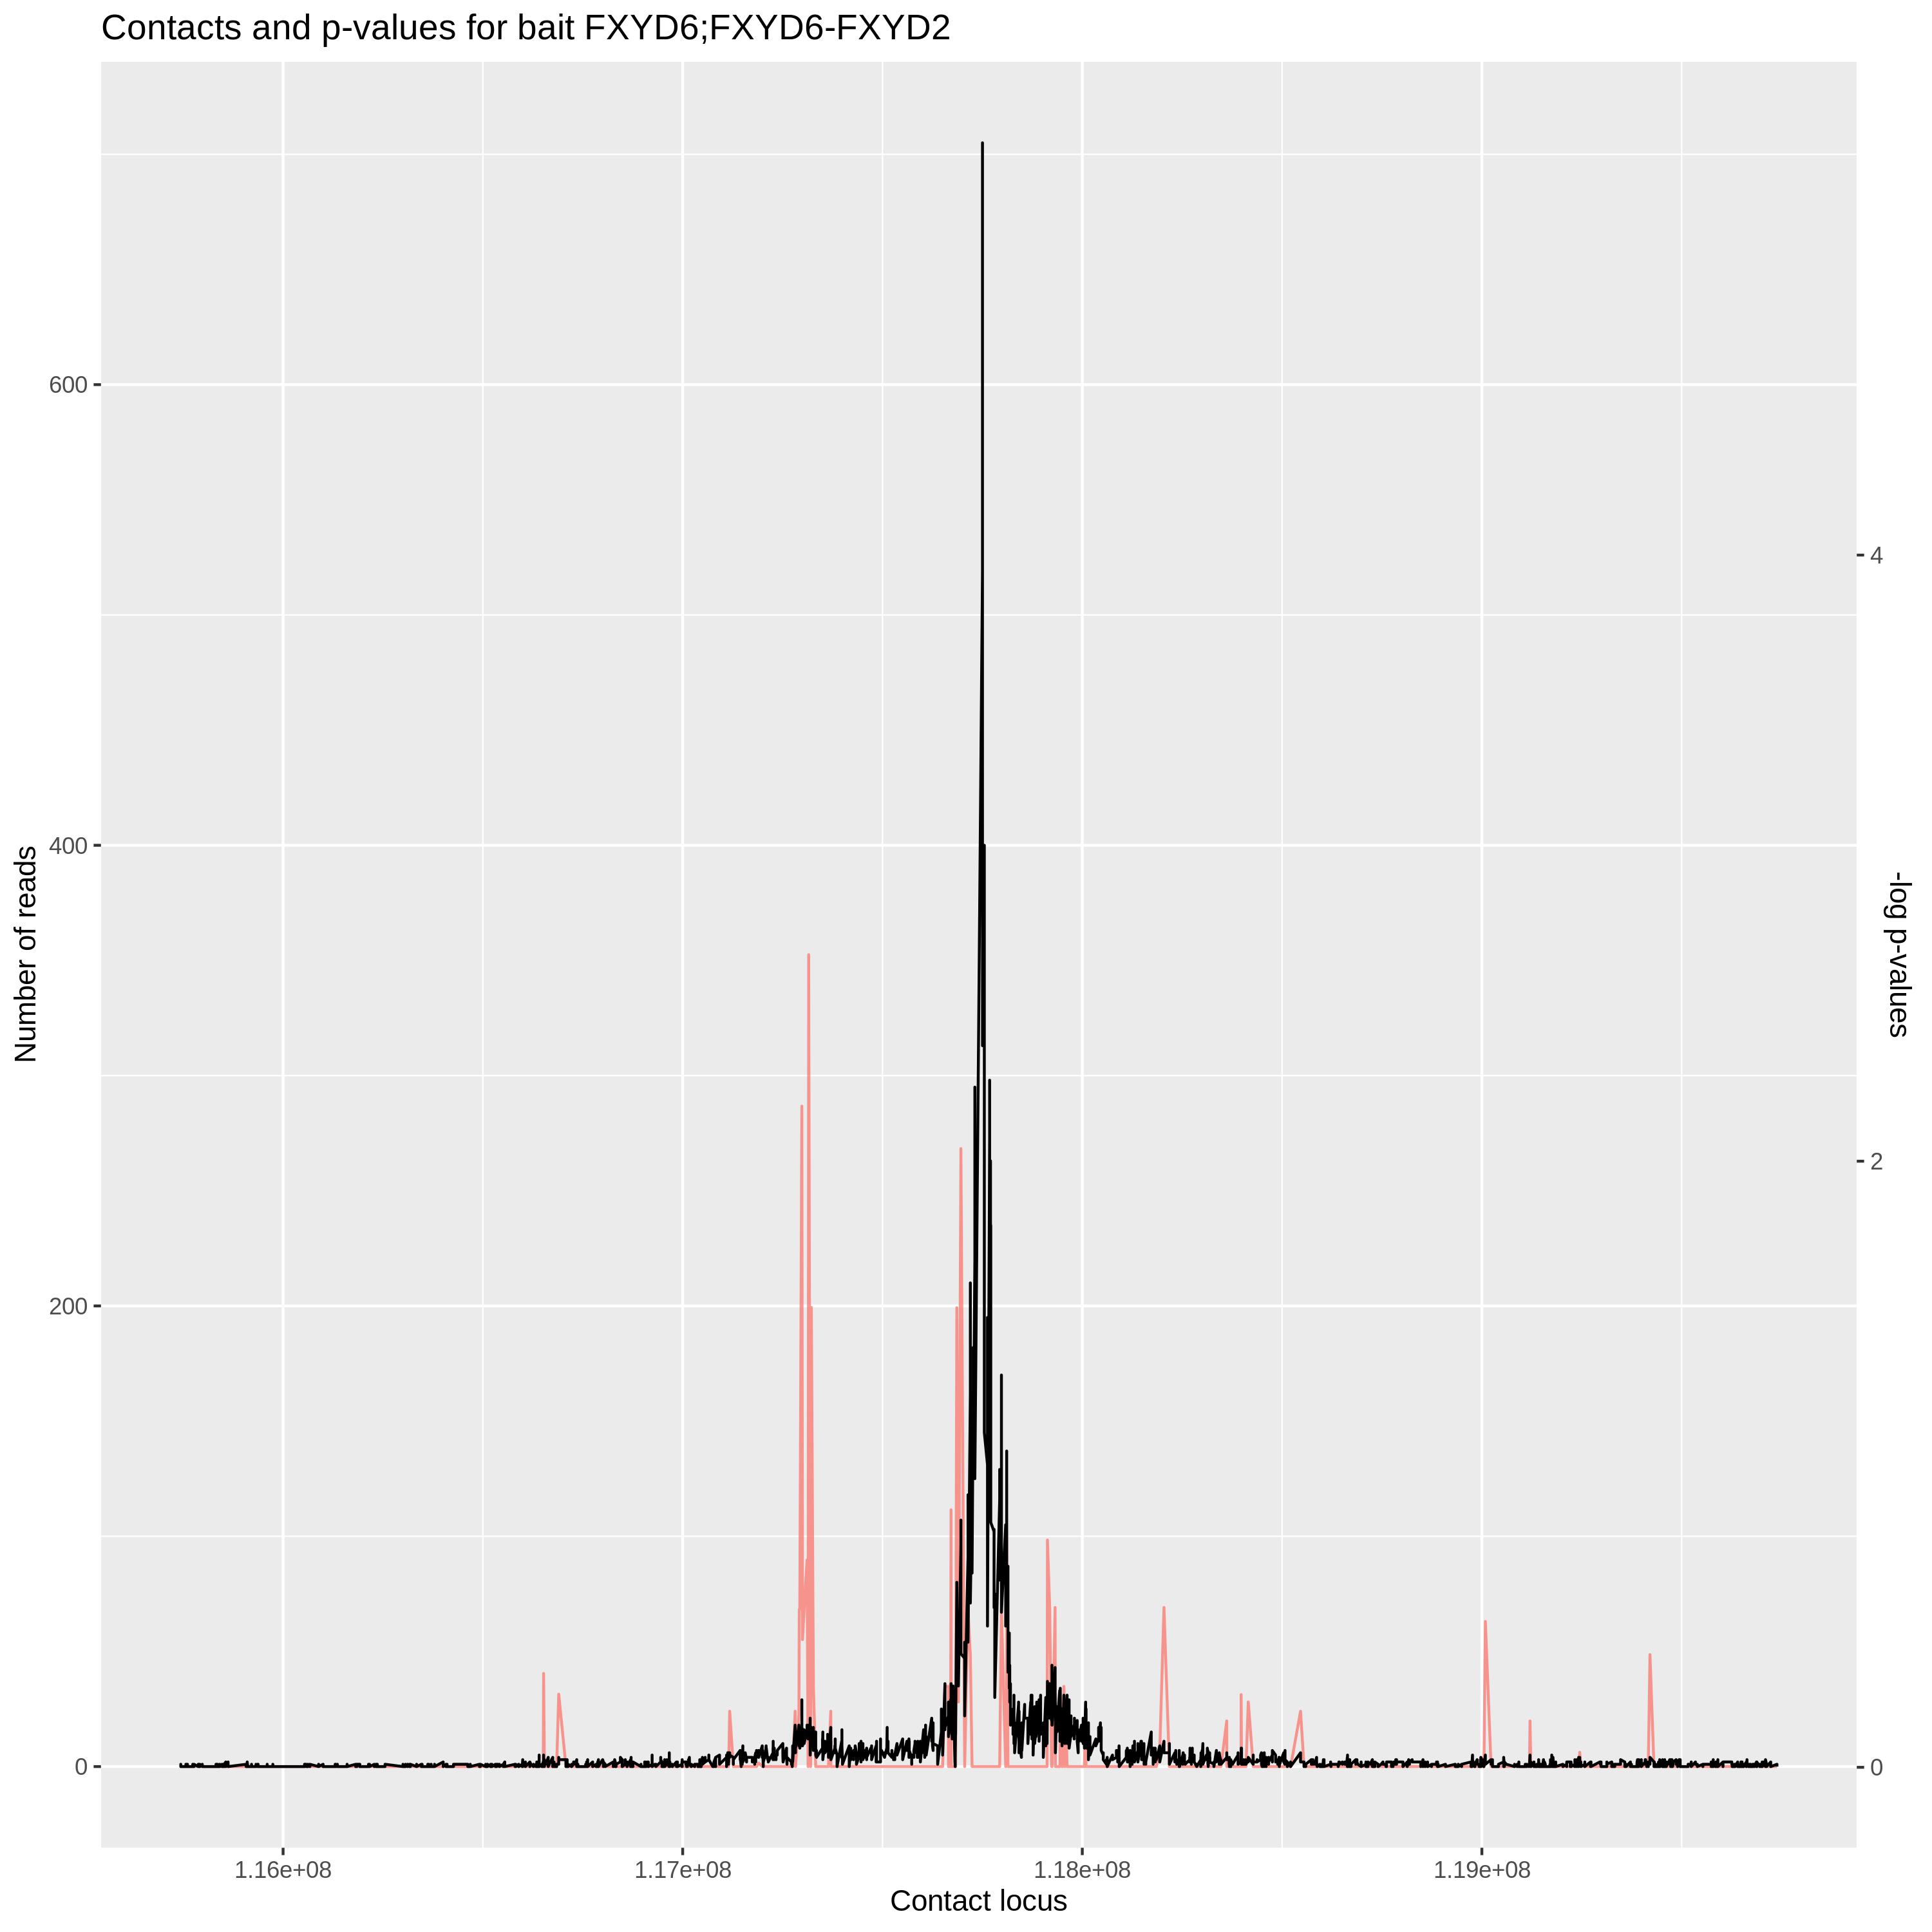 Contacts and p-values for bait FXYD6;FXYD6-FXYD2
600
400
200
0
Number of reads
4
2
0
-log p-values
1.16e+08
1.17e+08
1.18e+08
1.19e+08
Contact locus